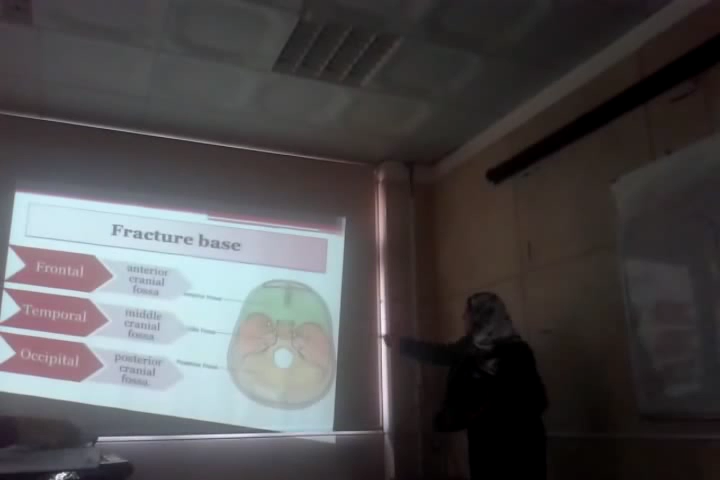 Fracture base
Frontal
anterior
cranial
fossa
Temporal
middle
cranial
fossa
Occipital
posterior
cranial
fossa.